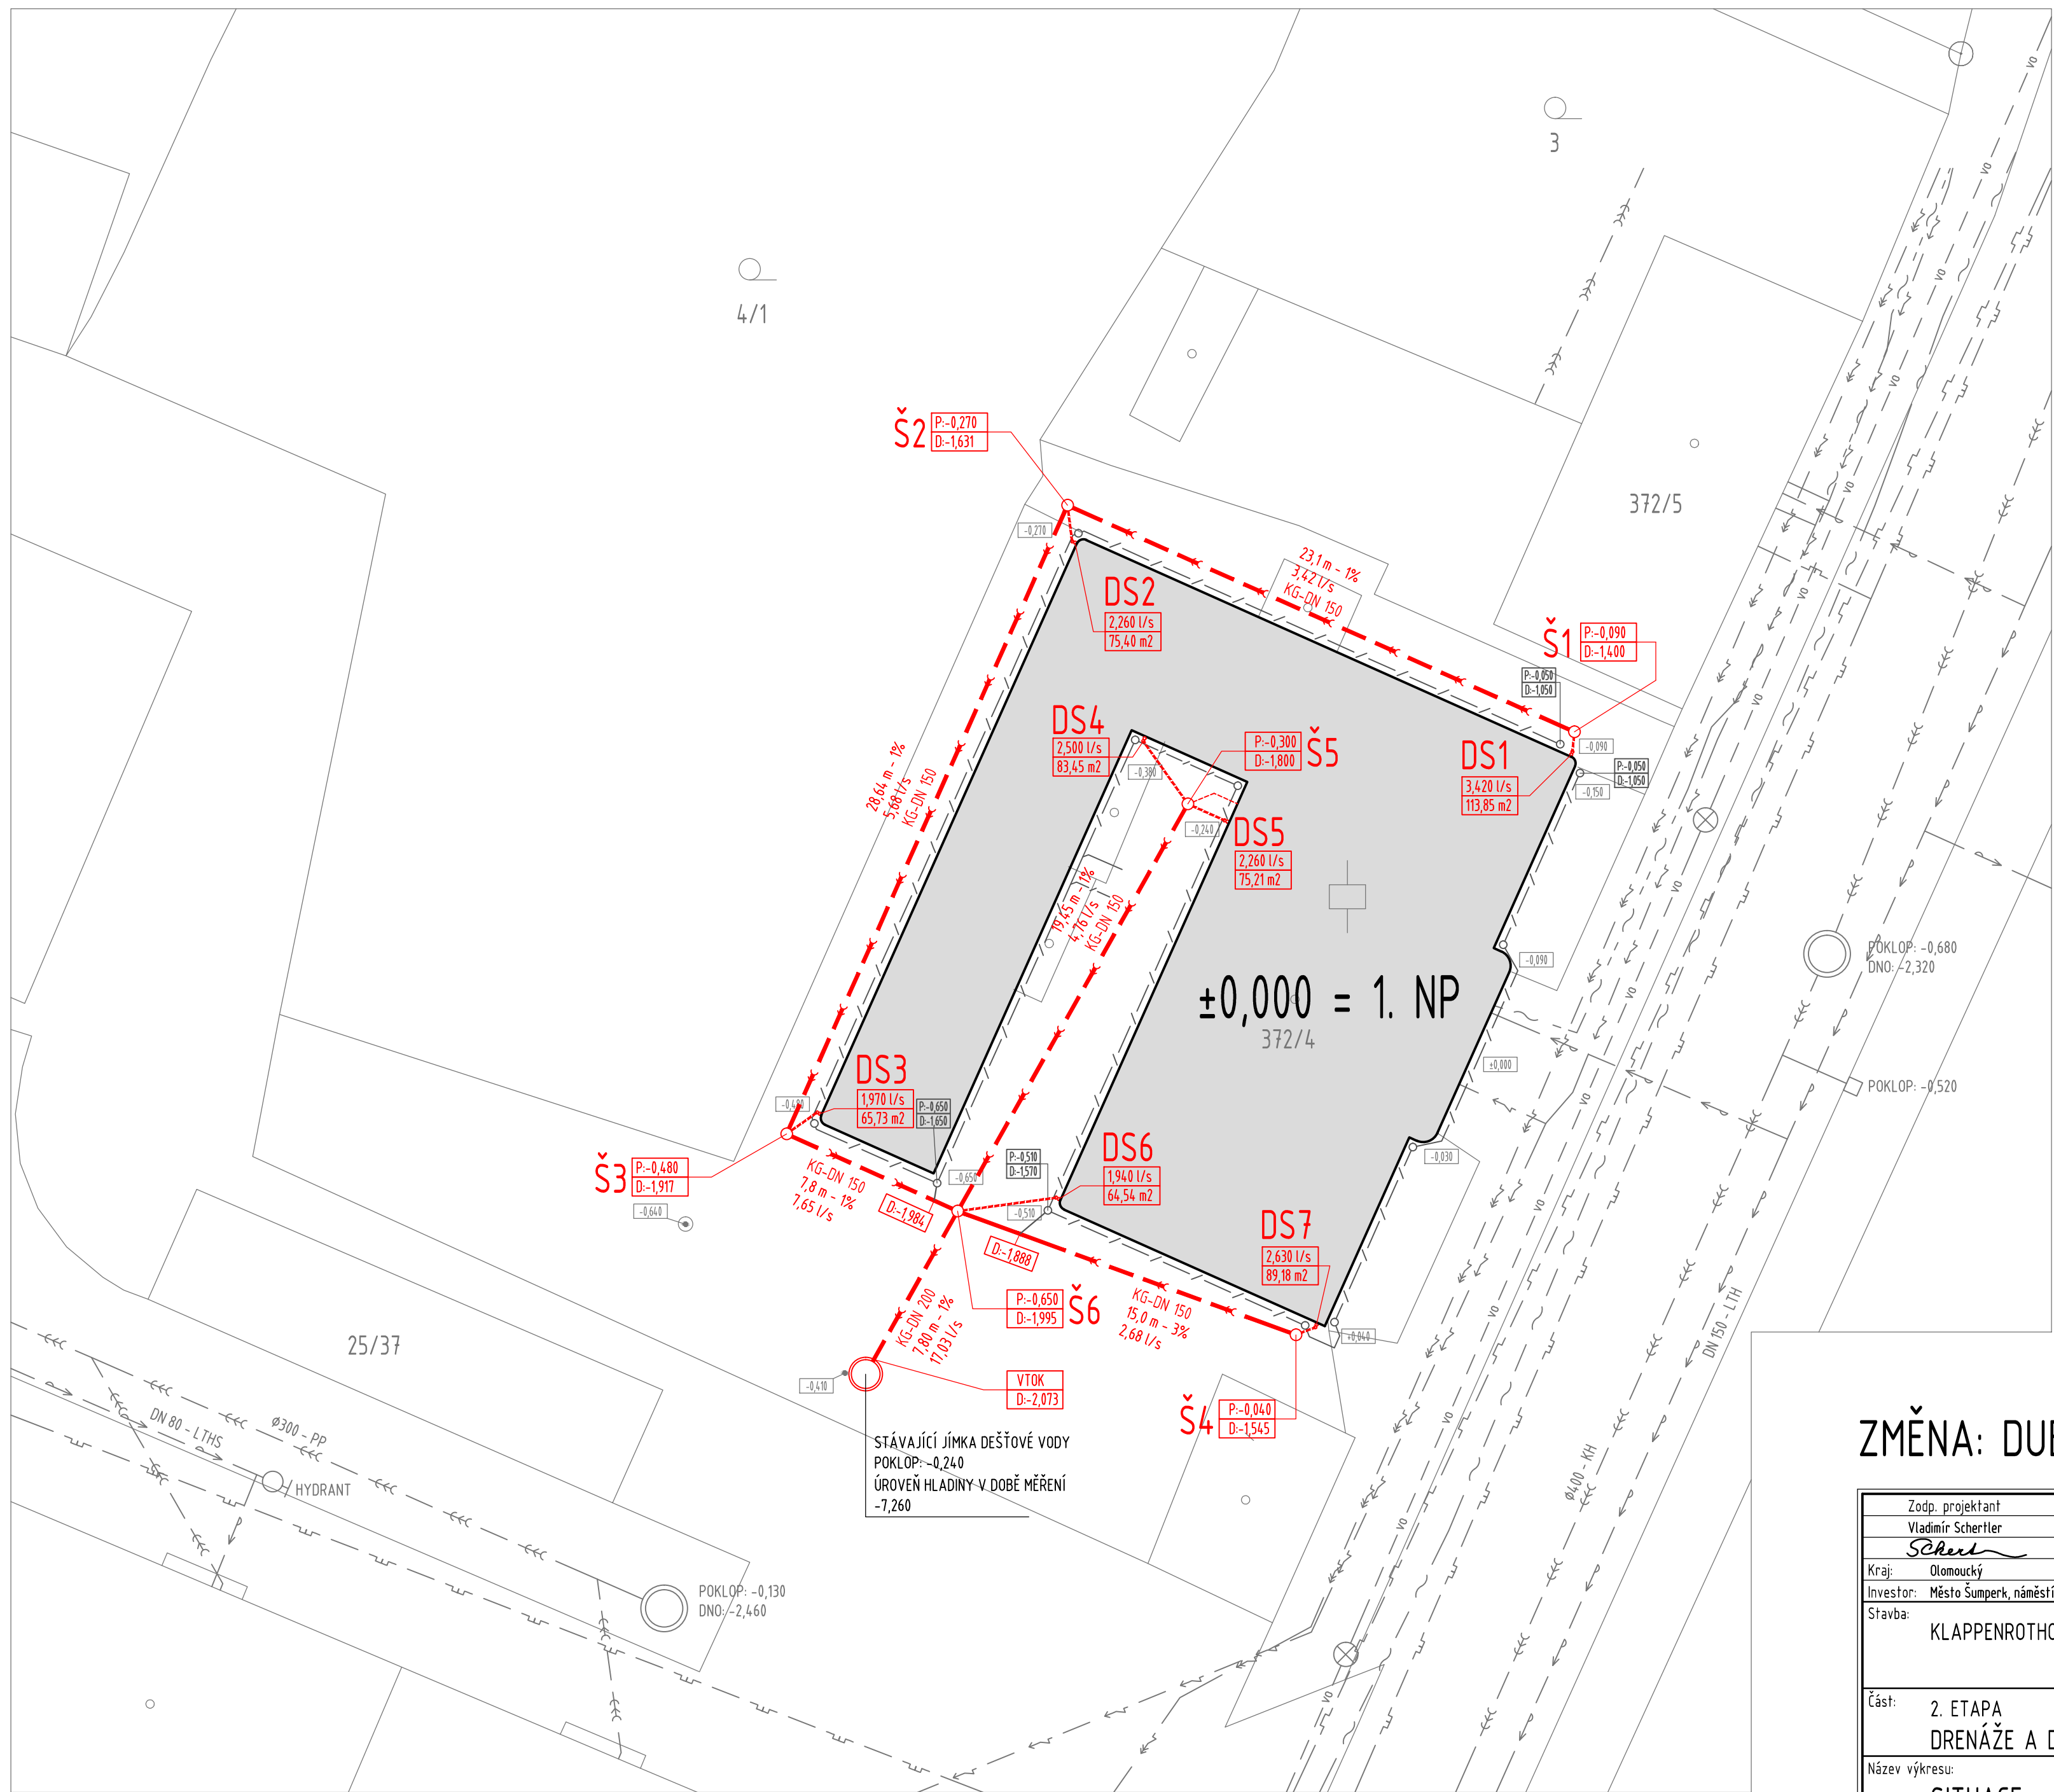 VO
3
4/1
VO
Š2
P:-0,270
D:-1,631
372/5
-0,270
23,1 m - 1%
3,42 l/s
KG-DN 150
DS2
2,260 l/s
75,40 m2
Š1
P:-0,090
D:-1,400
P:-0,050
D:-1,050
DS4
2,500 l/s
83,45 m2
-0,380
P:-0,300
D:-1,800
Š5
DS1
3,420 l/s
113,85 m2
-0,090
P:-0,050
D:-1,050
-0,150
28,64 m - 1%
5,68 l/s
KG-DN 150
-0,240
DS5
2,260 l/s
75,21 m2
19,45 m - 1%
4,76 l/s
KG-DN 150
POKLOP: -0,680
DNO: -2,320
-0,090
±0,000 = 1. NP
372/4
±0,000
POKLOP: -0,520
DS3
1,970 l/s
65,73 m2
P:-0,650
D:-1,650
-0,480
Š3
P:-0,480
D:-1,917
-0,640
KG-DN 150
7,8 m - 1%
7,65 l/s
D:-1,984
-0,650
P:-0,510
D:-1,570
DS6
1,940 l/s
64,54 m2
-0,030
-0,510
D:-1,888
DS7
2,630 l/s
89,18 m2
+0,040
P:-0,650
D:-1,995
Š6
KG-DN 150
15,0 m - 3%
2,68 l/s
KG-DN 200
7,80 m - 1%
17,03 l/s
DN 150 - LTH
25/37
-0,410
VTOK
D:-2,073
Š4
P:-0,040
D:-1,545
STÁVAJÍCÍ JÍMKA DEŠŤOVÉ VODY
POKLOP: -0,240
ÚROVEŇ HLADINY V DOBĚ MĚŘENÍ
-7,260
DN 80 - LTHS
Ø300 - PP
HYDRANT
Ø400 - KH
POKLOP: -0,130
DNO: -2,460
ZMĚNA: DUB
Zodp. projektant
Vladimír Schertler
Kraj: Olomoucký
Investor: Město Šumperk, náměstí
Stavba:
KLAPPENROTHO
Část: 2. ETAPA
DRENÁŽE A D
Název výkresu: